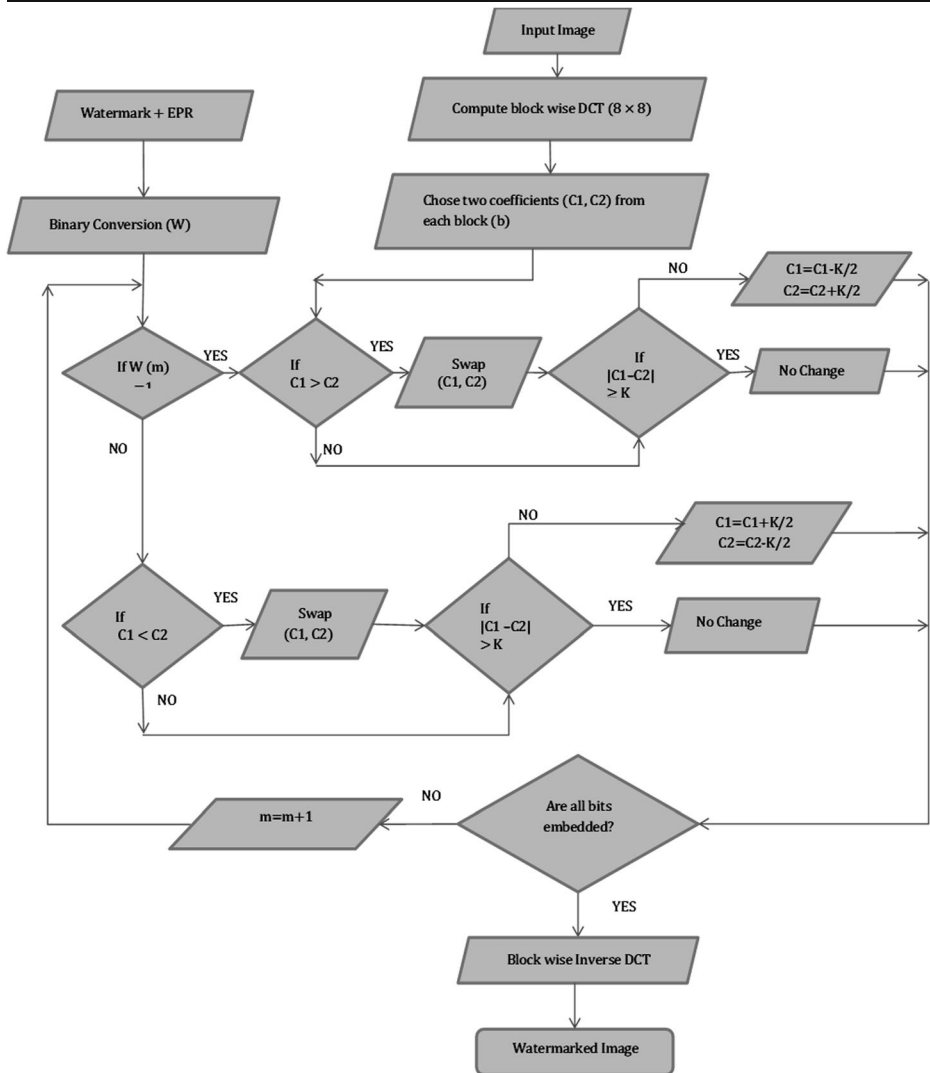 Input Image
Compute block wise DCT (8 × 8)
Watermark + EPR
Chose two coefficients (C1, C2) from
each block (b)
Binary Conversion (W)
NO
C1=C1-K/2
C2=C2+K/2
If W (m)
YES
If
C1 > C2
YES
Swap
(C1, C2)
If
|C1−C2|
≥ K
YES
No Change
NO
NO
NO
C1=C1+K/2
C2=C2-K/2
If
C1 < C2
YES
Swap
(C1, C2)
If
|C1 −C2|
> K
YES
No Change
NO
Are all bits
embedded?
NO
m=m+1
YES
Block wise Inverse DCT
Watermarked Image